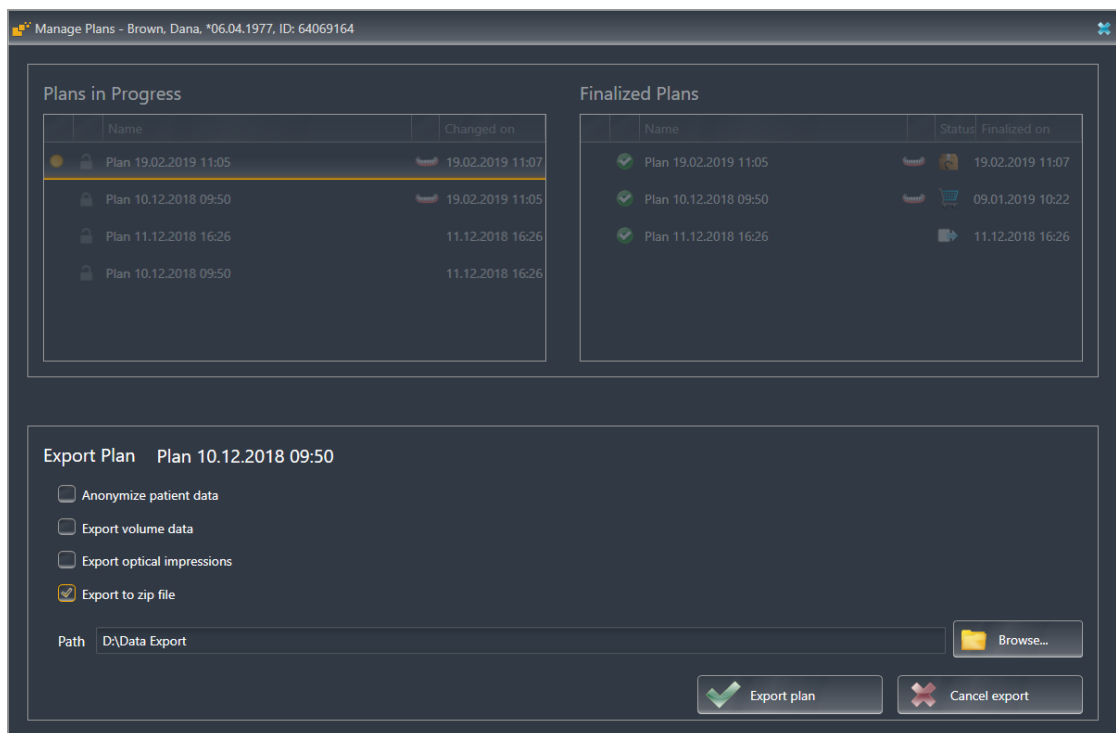 Manage Plans - Brown, Dana, *06.04.1977, ID: 64069164
Plans in Progress
Name Changed on
Plan 19.02.2019 11:05 19.02.2019 11:07
Plan 10.12.2018 09:50 19.02.2019 11:05
Plan 11.12.2018 16:26 11.12.2018 16:26
Plan 10.12.2018 09:50 11.12.2018 16:26
Finalized Plans
Name Status Finalized on
Plan 19.02.2019 11:05 19.02.2019 11:07
Plan 10.12.2018 09:50 09.01.2019 10:22
Plan 11.12.2018 16:26 11.12.2018 16:26
Export Plan Plan 10.12.2018 09:50
Anonymize patient data
Export volume data
Export optical impressions
Export to zip file
Path D:\Data Export Browse...
Export plan Cancel export